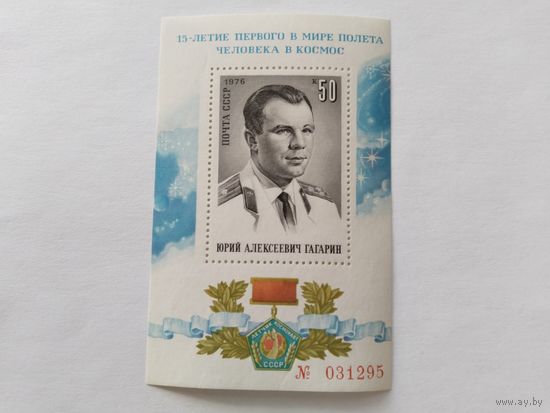 15-ЛЕТИЕ ПЕРВОГО В МИРЕ ПОЛЕТА
ЧЕЛОВЕКА В КОСМОС
1976 К 50
ПОЧТА СССР
ЮРИЙ АЛЕКСЕЕВИЧ ГАГАРИН
СССР
№ 031295
www.ay.by